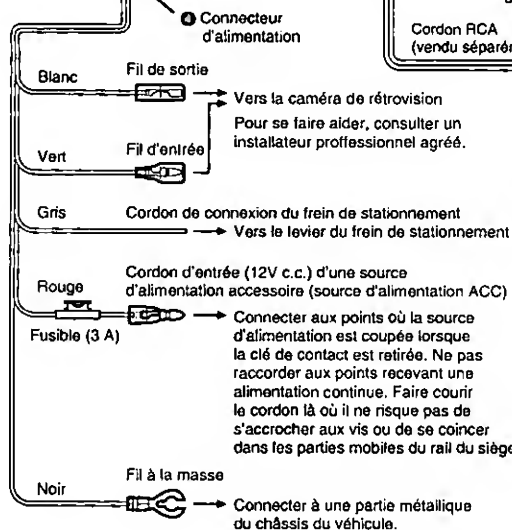 ④ Connecteur
d'alimentation
Cordon RCA
(vendu séparé
Blanc
Fil de sortie
Vers la caméra de rétrovision
Pour se faire aider, consulter un
installateur proffessionnel agréé.
Vert
Fil d'entrée
Gris
Cordon de connexion du frein de stationnement
Vers le levier du frein de stationnement
Rouge
Cordon d'entrée (12V c.c.) d'une source
d'alimentation accessoire (source d'alimentation ACC)
Fusible (3 A)
Connecter aux points où la source
d'alimentation est coupée lorsque
la clé de contact est retirée. Ne pas
raccorder aux points recevant une
alimentation continue. Faire courir
le cordon là où il ne risque pas de
s'accrocher aux vis ou de se coincer
dans les parties mobiles du rail du siège
Noir
Fil à la masse
Connecter à une partie métallique
du châssis du véhicule.